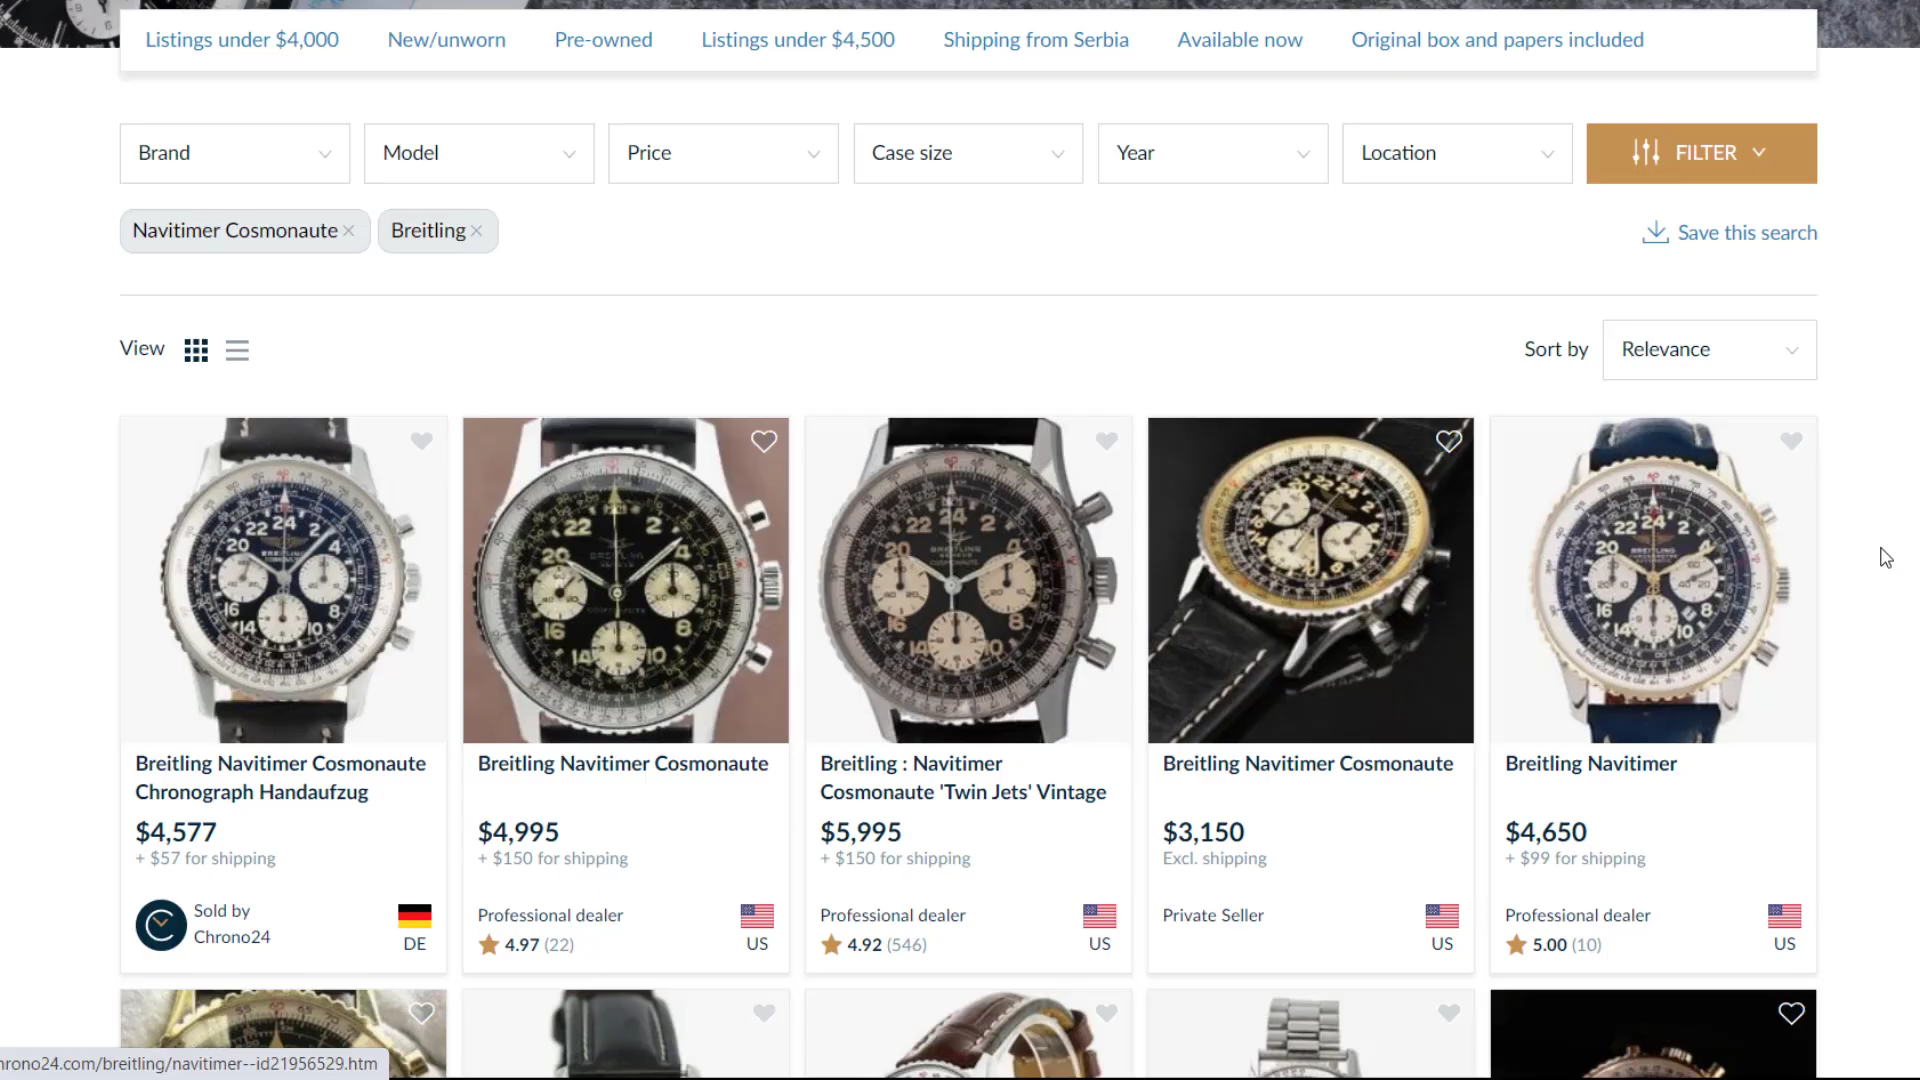 Listings under $4,000 New/unworn Pre-owned Listings under $4,500 Shipping from Serbia Available now Original box and papers included
Brand Model Price Case size Year Location FILTER
Navitimer Cosmonaute × Breitling ×
Save this search
View
Sort by Relevance
Breitling Navitimer Cosmonaute
Chronograph Handaufzug
$4,577
+ $57 for shipping
Sold by
Chrono24
DE
Breitling Navitimer Cosmonaute
$4,995
+ $150 for shipping
Professional dealer
4.97 (22)
US
Breitling : Navitimer
Cosmonaute 'Twin Jets' Vintage
$5,995
+ $150 for shipping
Professional dealer
4.92 (546)
US
Breitling Navitimer Cosmonaute
$3,150
Excl. shipping
Private Seller
US
Breitling Navitimer
$4,650
+ $99 for shipping
Professional dealer
5.00 (10)
US
hrono24.com/breitling/navitimer--id21956529.htm